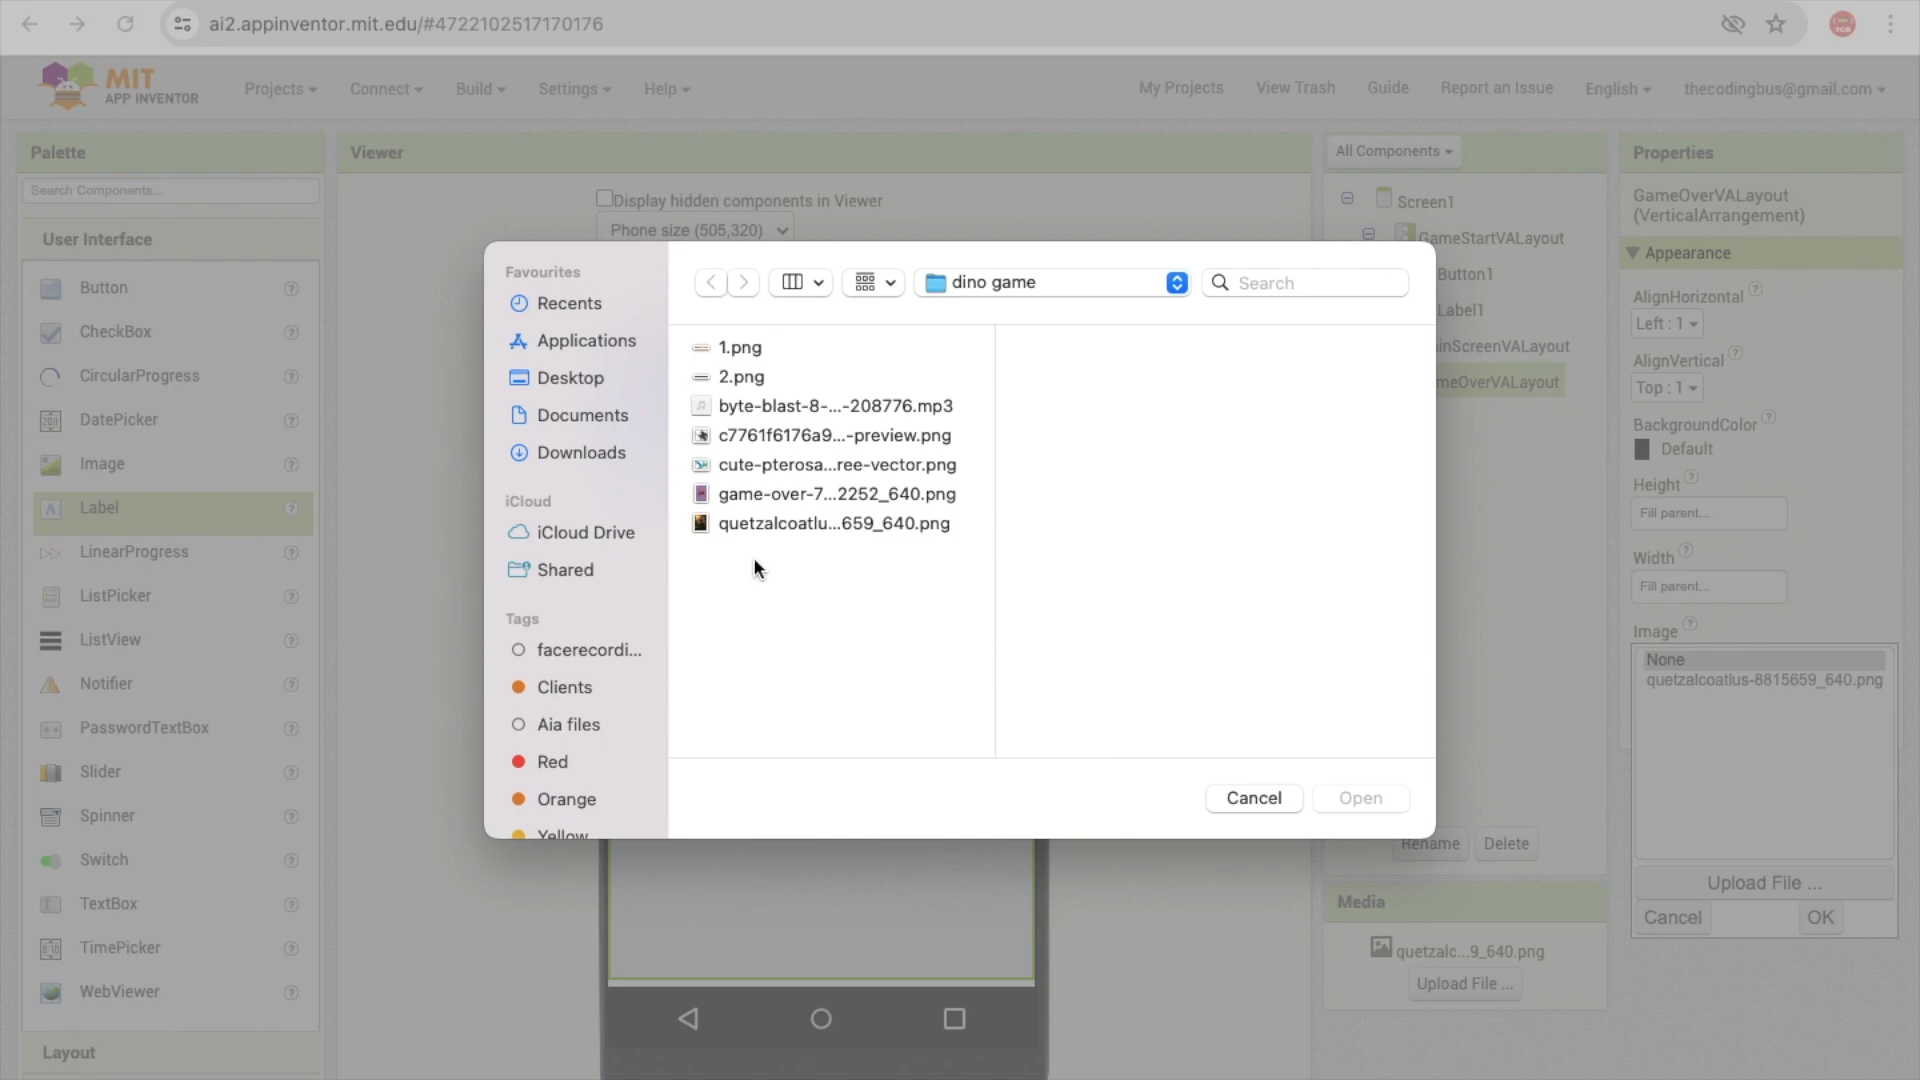 ai2.appinventor.mit.edu/#4722102517170176
MIT
APP INVENTOR
Projects
Connect
Build
Settings
Help
My Projects
View Trash
Guide
Report an Issue
English
thecodingbus@gmail.com
Palette
Search Components...
User Interface
Button
CheckBox
CircularProgress
DatePicker
Image
Label
LinearProgress
ListPicker
ListView
Notifier
PasswordTextBox
Slider
Spinner
Switch
TextBox
TimePicker
WebViewer
Layout
Viewer
Display hidden components in Viewer
Phone size (505,320)
Favourites
Recents
Applications
Desktop
Documents
Downloads
iCloud
iCloud Drive
Shared
Tags
facerecordi...
Clients
Aia files
Red
Orange
Yellow
dino game
Search
1.png
2.png
byte-blast-8-...-208776.mp3
c7761f6176a9...-preview.png
cute-pterosa...ree-vector.png
game-over-7...2252_640.png
quetzalcoatlu...659_640.png
Cancel
Open
All Components
Screen1
GameStartVALayout
Button1
Label1
inScreenVALayout
meOverVALayout
Rename
Delete
Media
quetzalc...9_640.png
Upload File ...
Properties
GameOverVALayout
(VerticalArrangement)
Appearance
AlignHorizontal
Left : 1
AlignVertical
Top : 1
BackgroundColor
Default
Height
Fill parent...
Width
Fill parent...
Image
None
quetzalcoatlus-8815659_640.png
Upload File ...
Cancel
OK